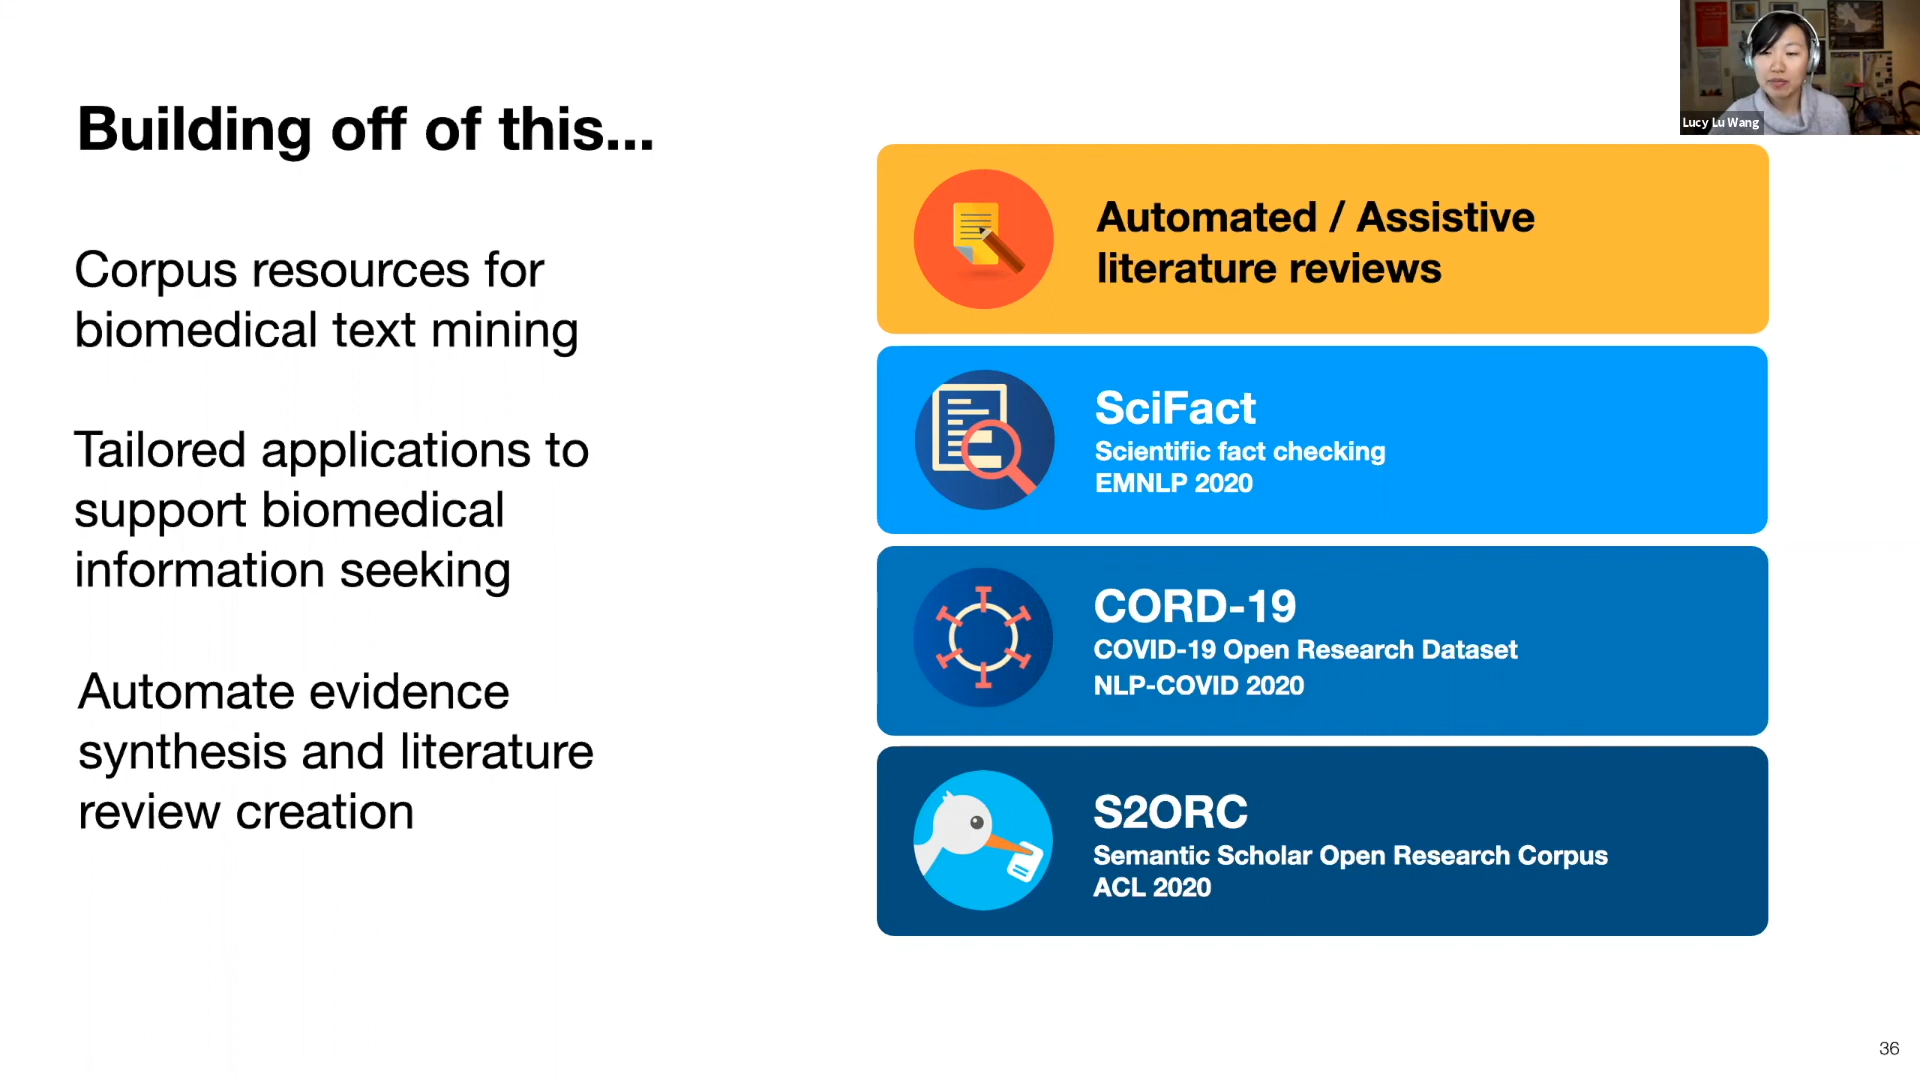 Building off of this...
Corpus resources for
biomedical text mining
Tailored applications to
support biomedical
information seeking
Automate evidence
synthesis and literature
review creation
Lucy Lu Wang
Automated / Assistive
literature reviews
SciFact
Scientific fact checking
EMNLP 2020
CORD-19
COVID-19 Open Research Dataset
NLP-COVID 2020
S2ORC
Semantic Scholar Open Research Corpus
ACL 2020
36